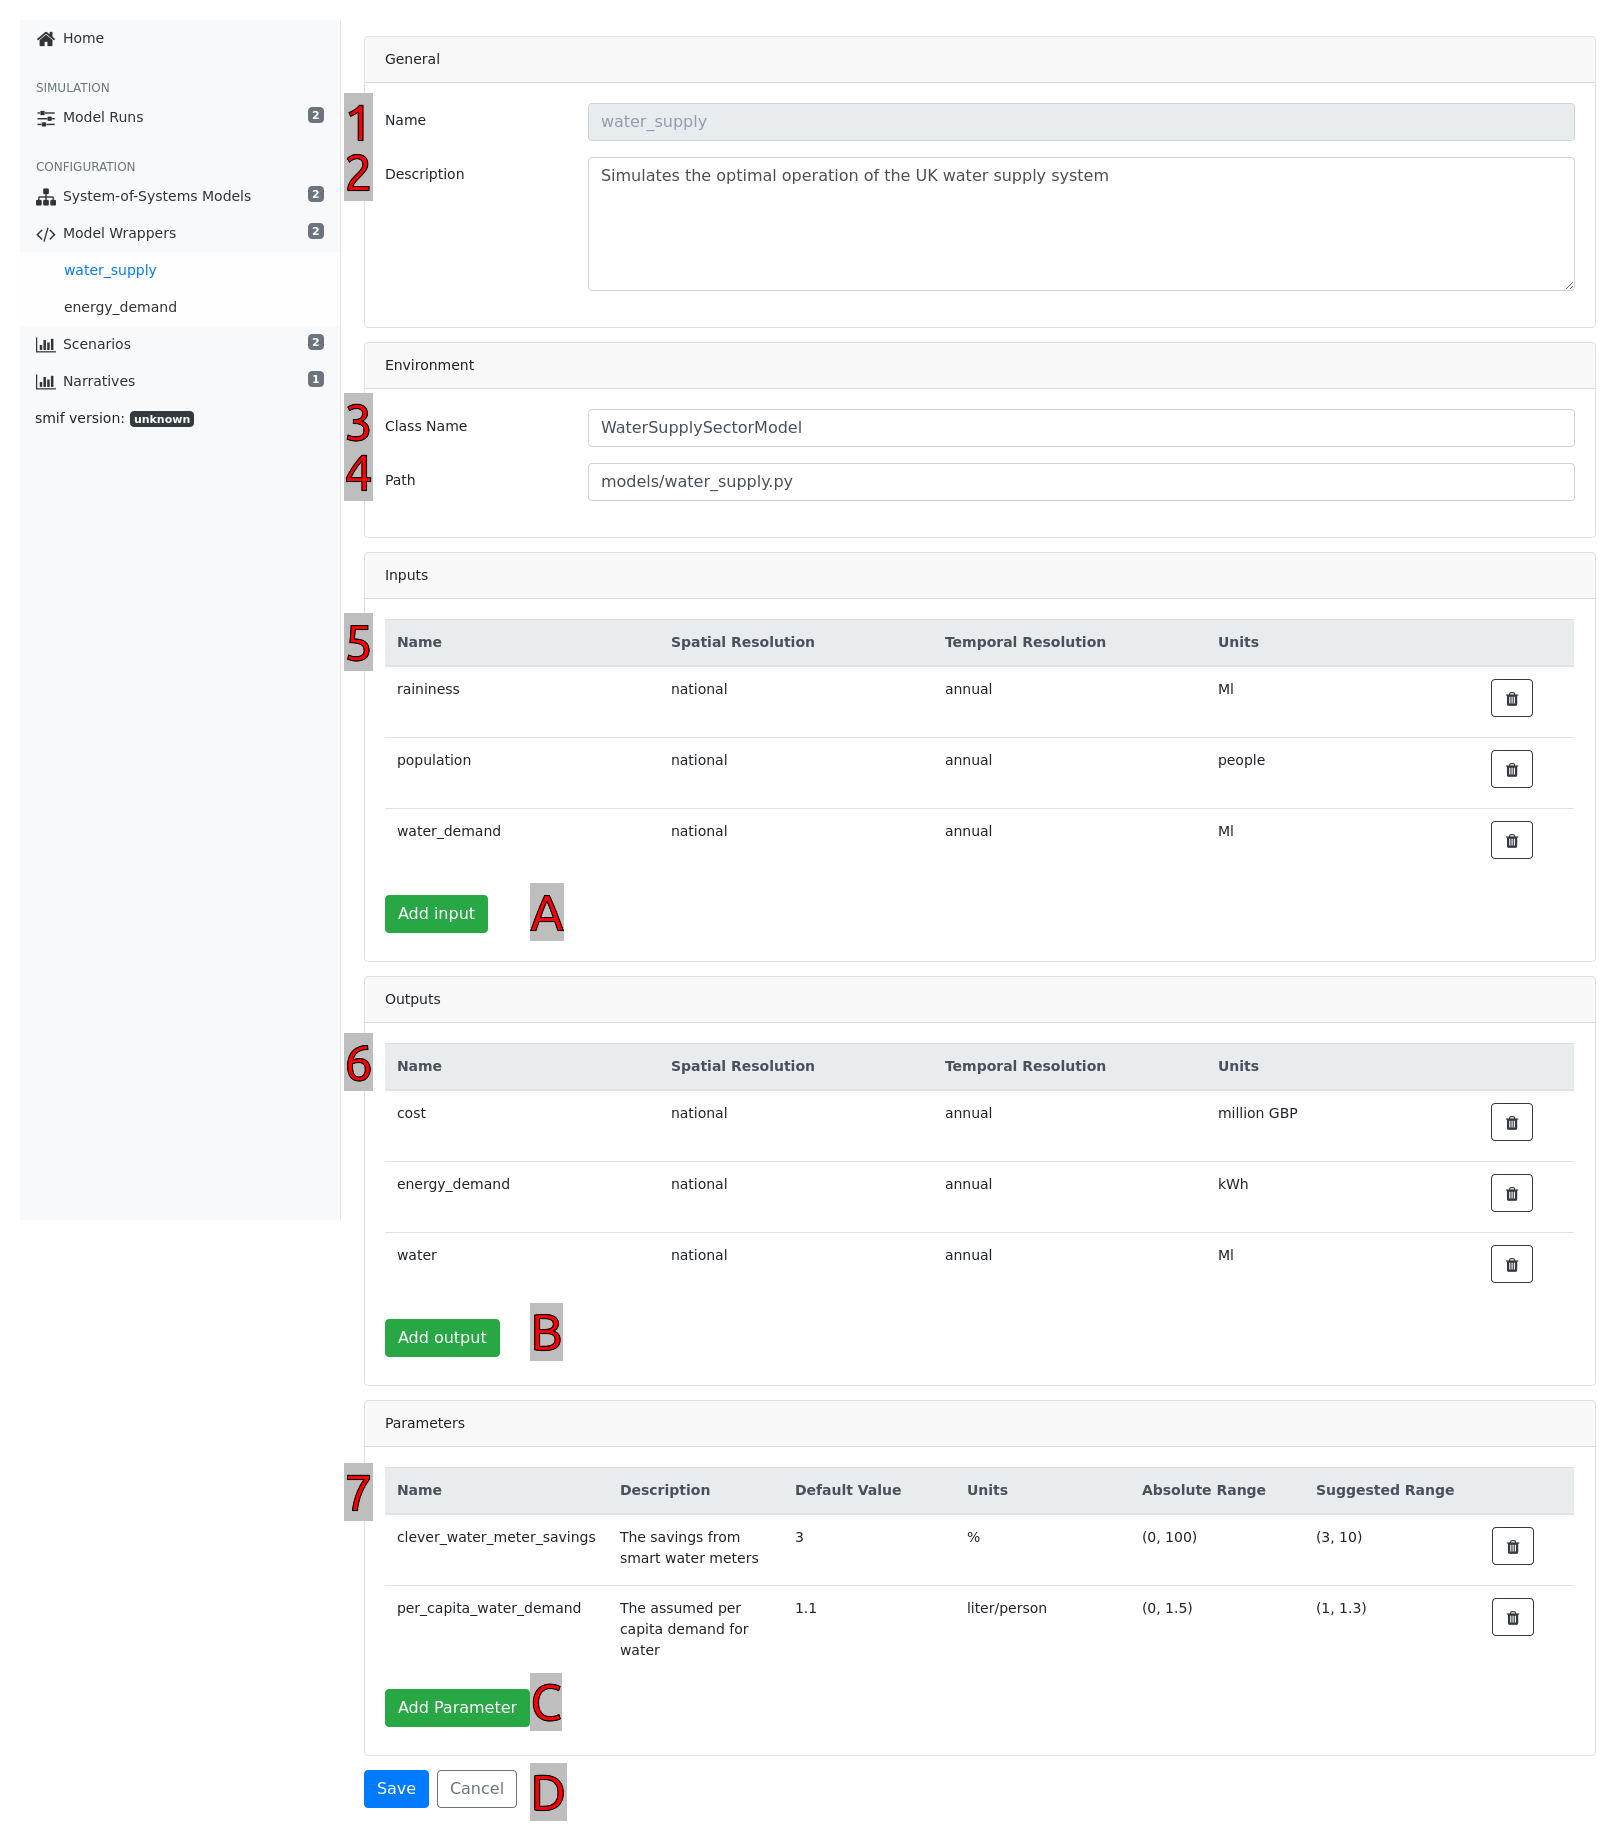 Home
SIMULATION
Model Runs 2
CONFIGURATION
System-of-Systems Models 2
Model Wrappers 2
water_supply
energy_demand
Scenarios 2
Narratives 1
smif version: unknown
General
1 Name water_supply
2 Description Simulates the optimal operation of the UK water supply system
Environment
3 Class Name WaterSupplySectorModel
4 Path models/water_supply.py
Inputs
5 Name Spatial Resolution Temporal Resolution Units
raininess national annual Ml
population national annual people
water_demand national annual Ml
Add input A
Outputs
6 Name Spatial Resolution Temporal Resolution Units
cost national annual million GBP
energy_demand national annual kWh
water national annual Ml
Add output B
Parameters
7 Name Description Default Value Units Absolute Range Suggested Range
clever_water_meter_savings The savings from 3 % (0, 100) (3, 10)
smart water meters
per_capita_water_demand The assumed per 1.1 liter/person (0, 1.5) (1, 1.3)
capita demand for
water
Add Parameter C
Save Cancel D